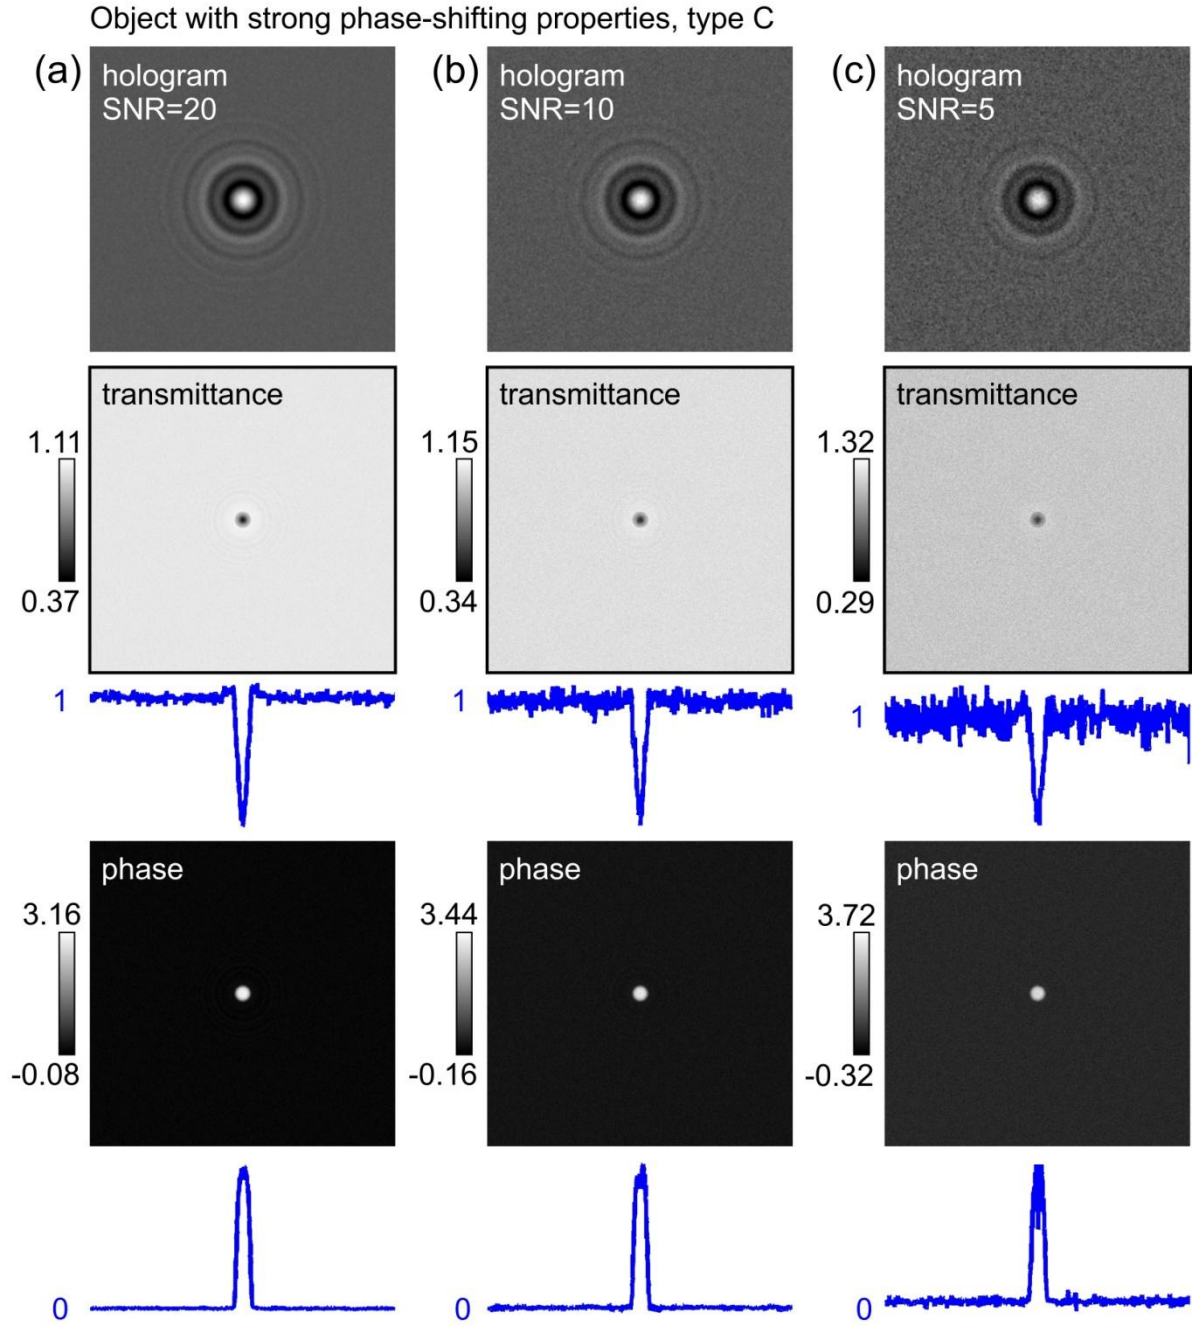 Object with strong phase-shifting properties, type C
(a)
hologram
SNR=20
(b)
hologram
SNR=10
(c)
hologram
SNR=5
transmittance
1.11
0.37
transmittance
1.15
0.34
transmittance
1.32
0.29
1
1
1
phase
3.16
-0.08
phase
3.44
-0.16
phase
3.72
-0.32
0
0
0